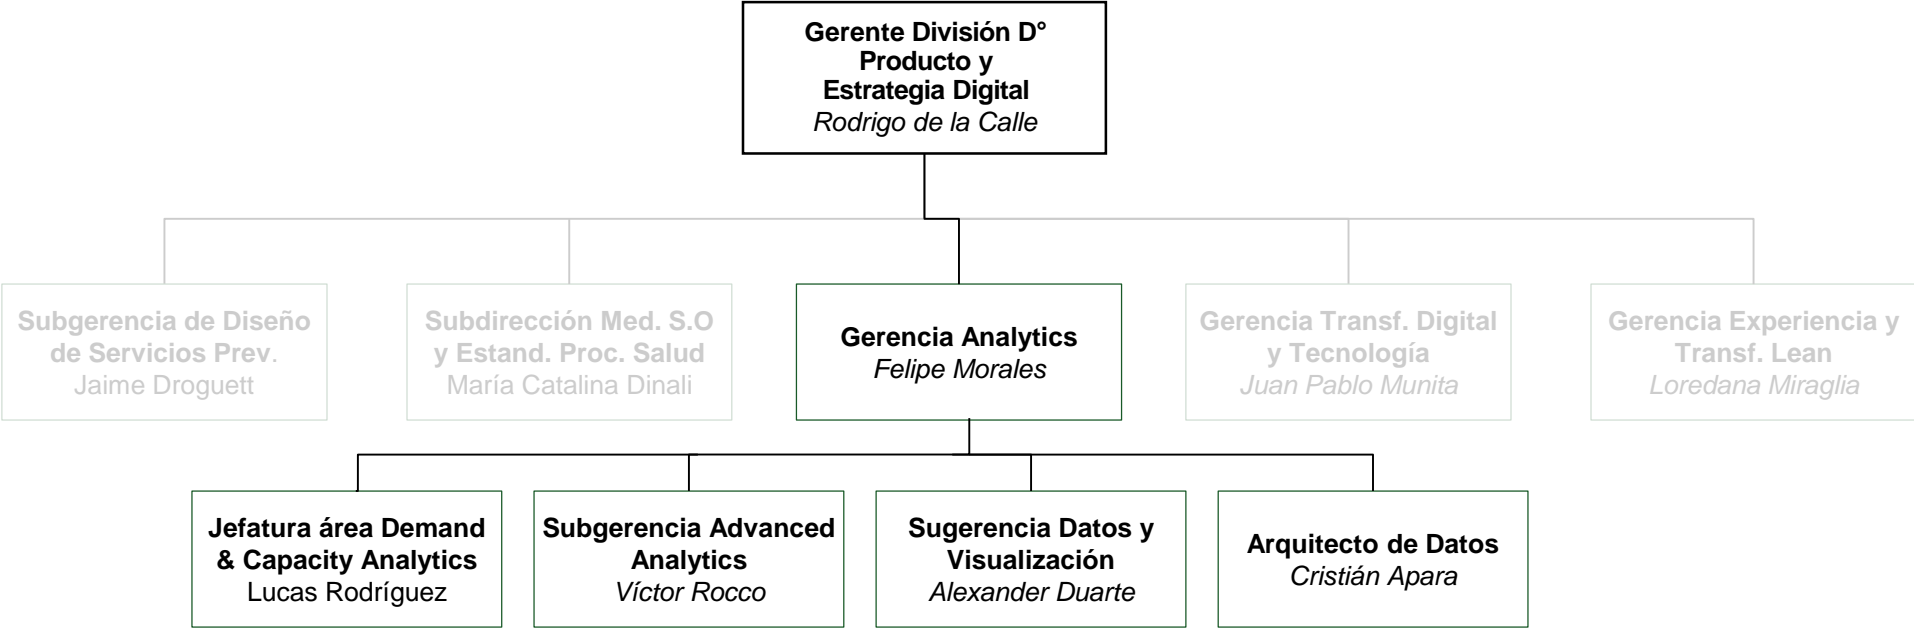 Gerente División D°
Producto y
Estrategia Digital
Rodrigo de la Calle
Subgerencia de Diseño
de Servicios Prev.
Jaime Droguett
Subdirección Med. S.O
y Estand. Proc. Salud
María Catalina Dinali
Gerencia Analytics
Felipe Morales
Gerencia Transf. Digital
y Tecnología
Juan Pablo Munita
Gerencia Experiencia y
Transf. Lean
Loredana Miraglia
Jefatura área Demand
& Capacity Analytics
Lucas Rodríguez
Subgerencia Advanced
Analytics
Víctor Rocco
Sugerencia Datos y
Visualización
Alexander Duarte
Arquitecto de Datos
Cristián Apara